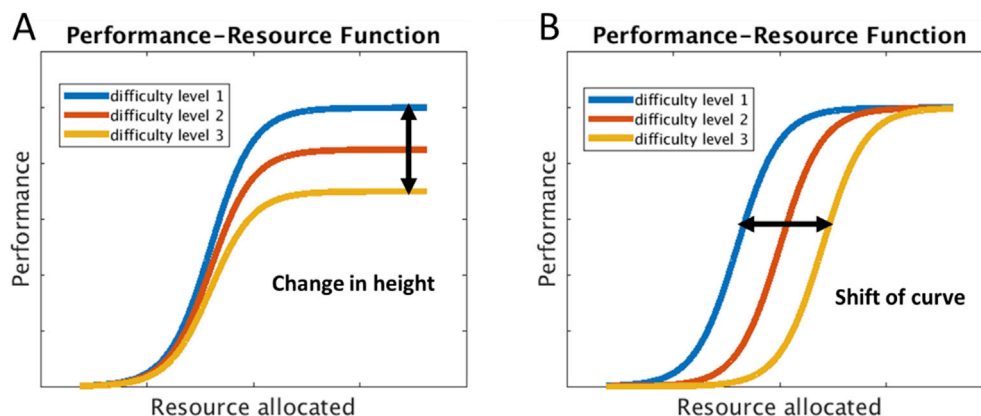 A
Performance-Resource Function
difficulty level 1
difficulty level 2
difficulty level 3
Performance
Change in height
Resource allocated
B
Performance-Resource Function
difficulty level 1
difficulty level 2
difficulty level 3
Performance
Shift of curve
Resource allocated